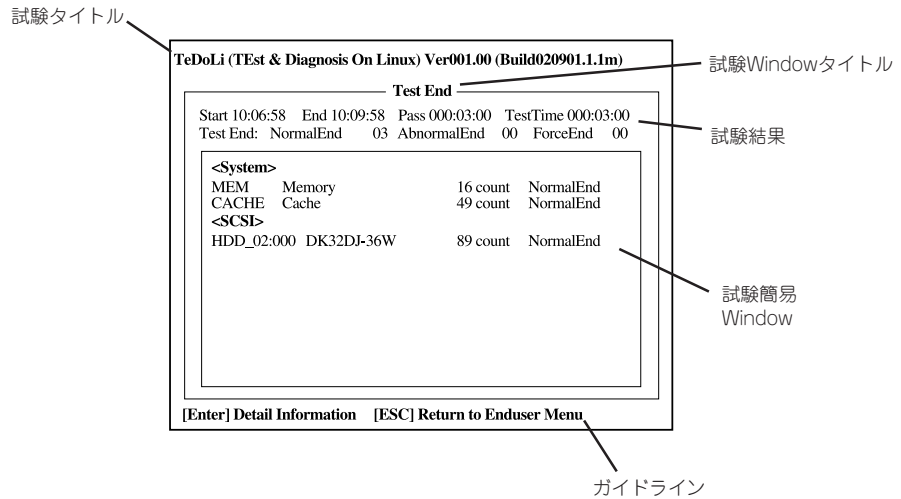 試験タイトル
TeDoLi (TEst & Diagnosis On Linux) Ver001.00 (Build020901.1.1m)
試験Windowタイトル
Test End
Start 10:06:58 End 10:09:58 Pass 000:03:00 TestTime 000:03:00
Test End: NormalEnd 03 AbnormalEnd 00 ForceEnd 00
試験結果
<System>
MEM Memory 16 count NormalEnd
CACHE Cache 49 count NormalEnd
<SCSI>
HDD_02:000 DK32DJ-36W 89 count NormalEnd
試験簡易
Window
[Enter] Detail Information [ESC] Return to Enduser Menu
ガイドライン